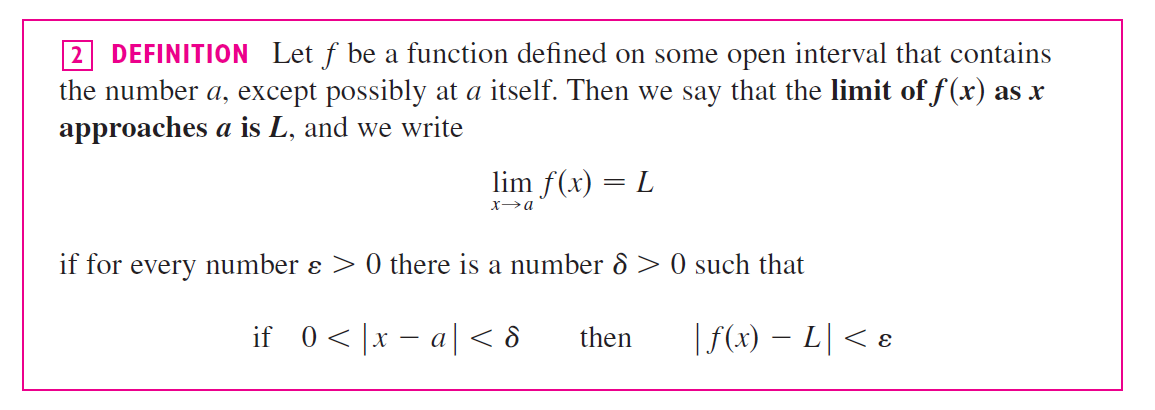 2 DEFINITION Let f be a function defined on some open interval that contains
the number a, except possibly at a itself. Then we say that the limit of f(x) as x
approaches a is L, and we write
lim f(x) = L
x→a
if for every number ε > 0 there is a number δ > 0 such that
if 0 < |x − a| < δ then |f(x) − L| < ε